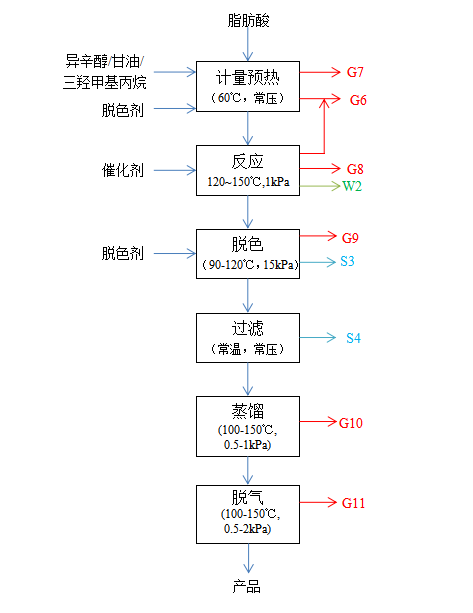 脂肪酸
异辛醇/甘油/
三羟甲基丙烷
脱色剂
计量预热
（60℃，常压）
G7
G6
催化剂
反应
120~150℃,1kPa
G8
W2
脱色剂
脱色
（90-120℃，15kPa）
G9
S3
过滤
（常温，常压）
S4
蒸馏
(100-150℃,
0.5-1kPa)
G10
脱气
(100-150℃,
0.5-2kPa)
G11
产品